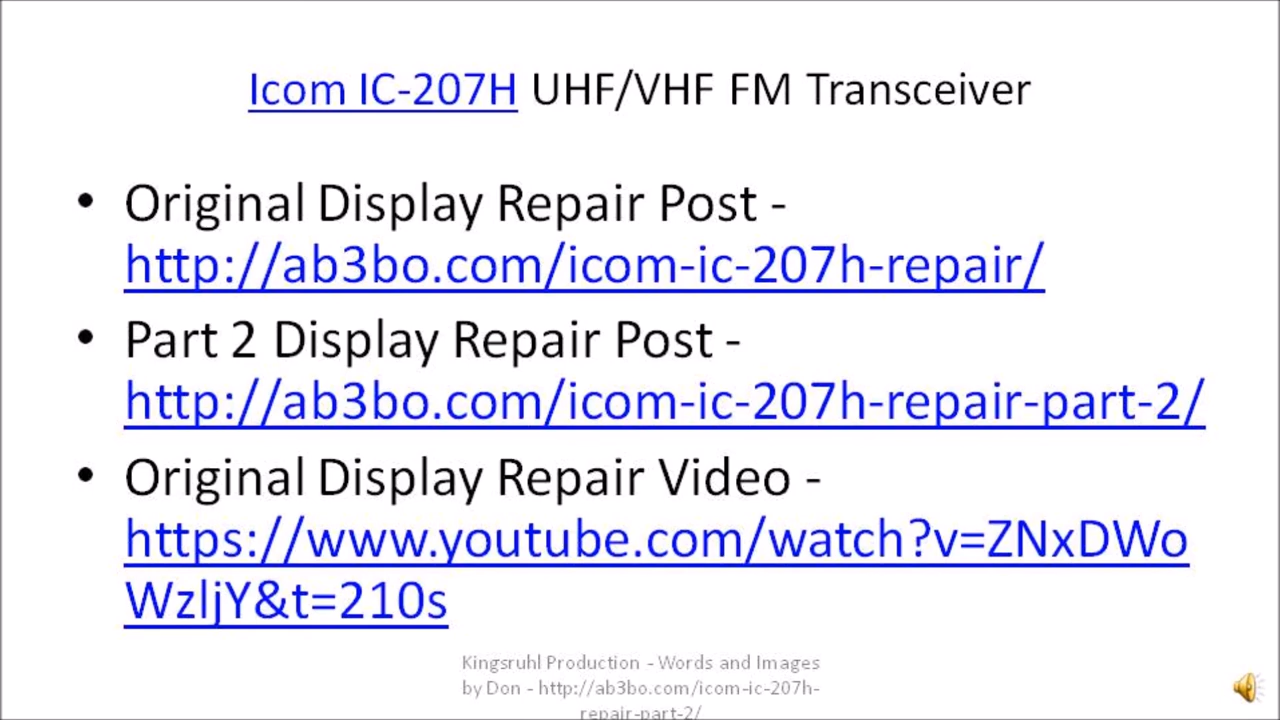 Icom IC-207H UHF/VHF FM Transceiver
• Original Display Repair Post -
http://ab3bo.com/icom-ic-207h-repair/
• Part 2 Display Repair Post -
http://ab3bo.com/icom-ic-207h-repair-part-2/
• Original Display Repair Video -
https://www.youtube.com/watch?v=ZNxDWo
WzljY&t=210s
Kingsruhl Production - Words and Images
by Don - http://ab3bo.com/icom-ic-207h-
repair-part-2/